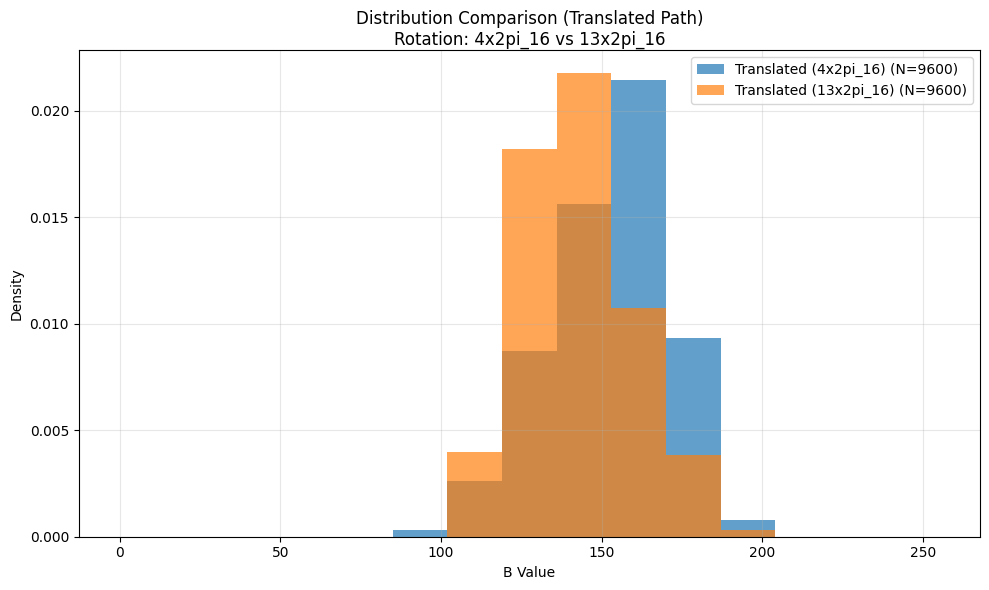 Distribution Comparison (Translated Path)
Rotation: 4x2pi_16 vs 13x2pi_16
Translated (4x2pi_16) (N=9600)
Translated (13x2pi_16) (N=9600)
Density
0.020
0.015
0.010
0.005
0.000
0 50 100 150 200 250
B Value